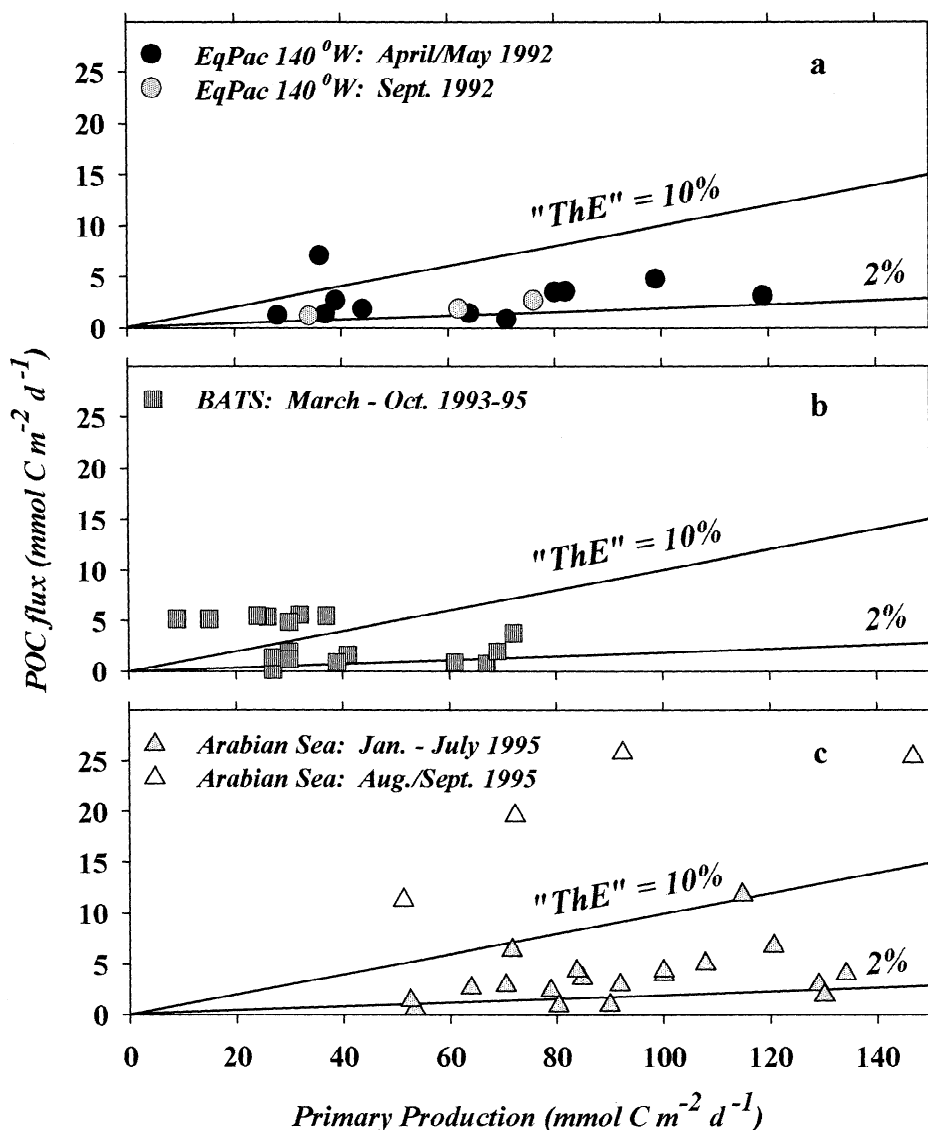 EqPac 140 ⁰W: April/May 1992
EqPac 140 ⁰W: Sept. 1992
a
25
20
15
10
5
0
"ThE" = 10%
2%
BATS: March - Oct. 1993-95
b
25
20
15
10
5
0
"ThE" = 10%
2%
Arabian Sea: Jan. - July 1995
Arabian Sea: Aug./Sept. 1995
c
25
20
15
10
5
0
"ThE" = 10%
2%
0 20 40 60 80 100 120 140
Primary Production (mmol C m⁻² d⁻¹)
POC flux (mmol C m⁻² d⁻¹)